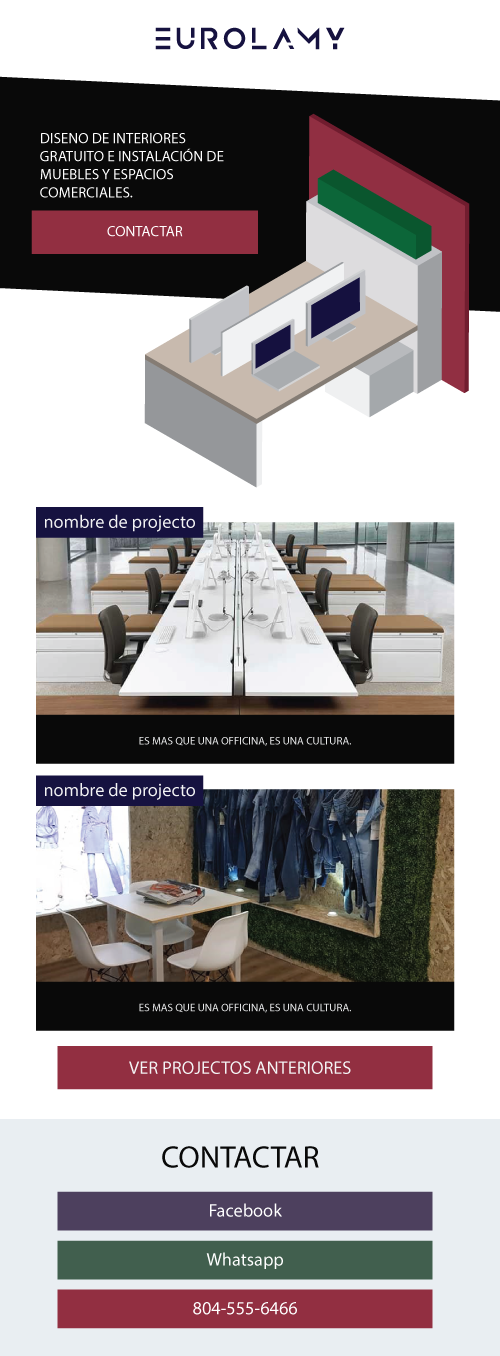 EUROLAMY
DISENO DE INTERIORES
GRATUITO E INSTALACIÓN DE
MUEBLES Y ESPACIOS
COMERCIALES.
CONTACTAR
nombre de projecto
ES MAS QUE UNA OFFICINA, ES UNA CULTURA.
nombre de projecto
ES MAS QUE UNA OFFICINA, ES UNA CULTURA.
VER PROJECTOS ANTERIORES
CONTACTAR
Facebook
Whatsapp
804-555-6466